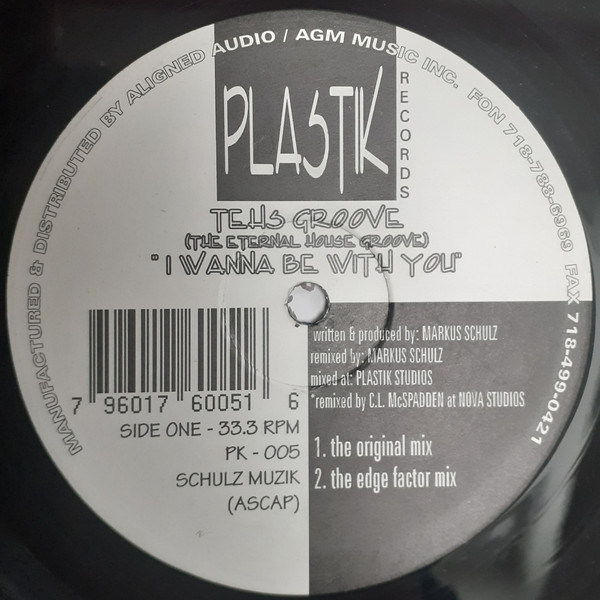 MANUFACTURED & DISTRIBUTED BY ALIGNED AUDIO / AGM MUSIC INC. FON 718-788-6969 FAX 718-499-0421
PLASTIK
RECORDS
TEHS GROOVE
(THE ETERNAL HOUSE GROOVE)
"I WANNA BE WITH YOU"
7 96017 60051 6
SIDE ONE - 33.3 RPM
PK - 005
SCHULZ MUZIK
(ASCAP)
written & produced by: MARKUS SCHULZ
remixed by: MARKUS SCHULZ
mixed at: PLASTIK STUDIOS
*remixed by C.L. McSPADDEN at NOVA STUDIOS
1. the original mix
2. the edge factor mix